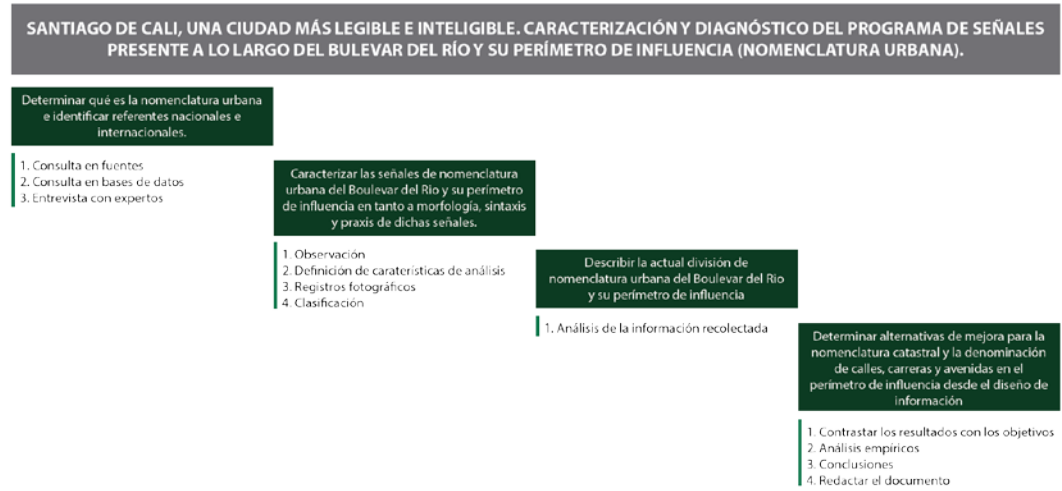 SANTIAGO DE CALI, UNA CIUDAD MÁS LEGIBLE E INTELIGIBLE. CARACTERIZACIÓN Y DIAGNÓSTICO DEL PROGRAMA DE SEÑALES
PRESENTE A LO LARGO DEL BULEVAR DEL RÍO Y SU PERÍMETRO DE INFLUENCIA (NOMENCLATURA URBANA).
Determinar qué es la nomenclatura urbana
e identificar referentes nacionales e
internacionales.
1. Consulta en fuentes
2. Consulta en bases de datos
3. Entrevista con expertos
Caracterizar las señales de nomenclatura
urbana del Boulevar del Rio y su perímetro
de influencia en tanto a morfología, sintaxis
y praxis de dichas señales.
1. Observación
2. Definición de caraterísticas de análisis
3. Registros fotográficos
4. Clasificación
Describir la actual división de
nomenclatura urbana del Boulevar del Rio
y su perímetro de influencia
1. Análisis de la información recolectada
Determinar alternativas de mejora para la
nomenclatura catastral y la denominación
de calles, carreras y avenidas en el
perímetro de influencia desde el diseño de
información
1. Contrastar los resultados con los objetivos
2. Análisis empíricos
3. Conclusiones
4. Redactar el documento